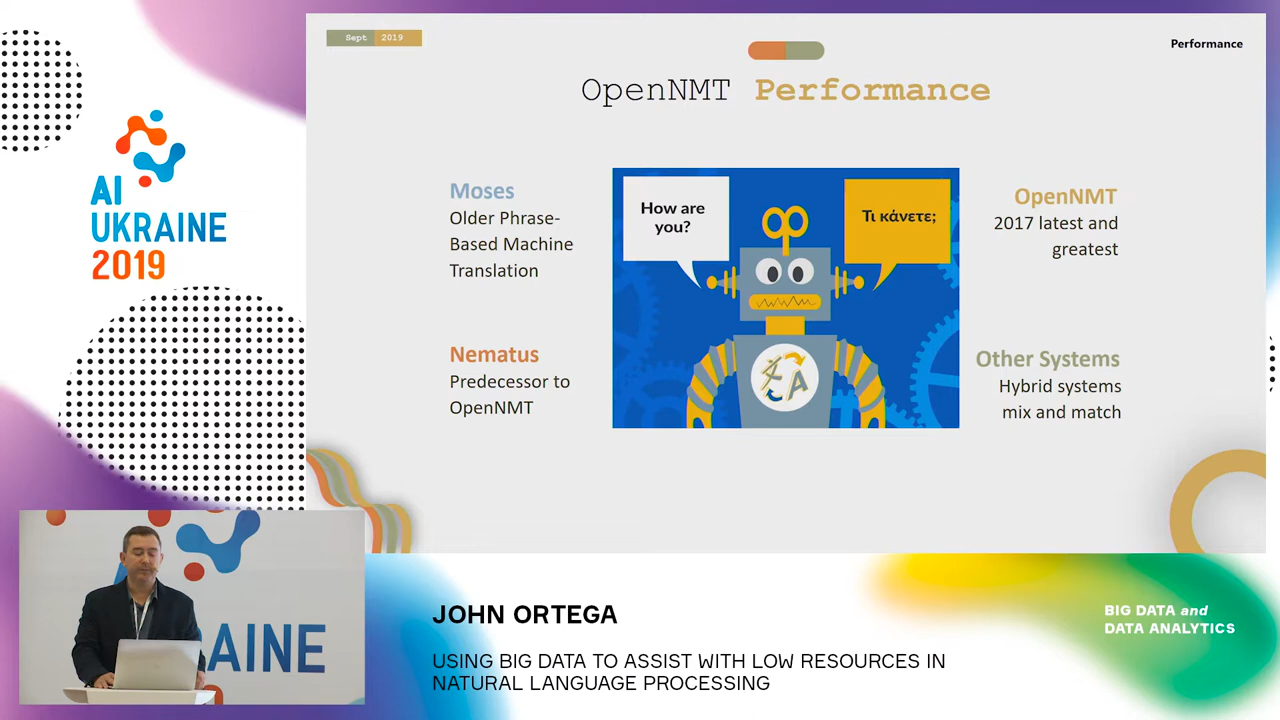 Sept 2019
Performance
OpenNMT Performance
Moses
Older Phrase-
Based Machine
Translation
Nematus
Predecessor to
OpenNMT
How are
you?
Τι κάνετε;
A
OpenNMT
2017 latest and
greatest
Other Systems
Hybrid systems
mix and match
AI
UKRAINE
2019
AINE
JOHN ORTEGA
USING BIG DATA TO ASSIST WITH LOW RESOURCES IN
NATURAL LANGUAGE PROCESSING
BIG DATA and
DATA ANALYTICS